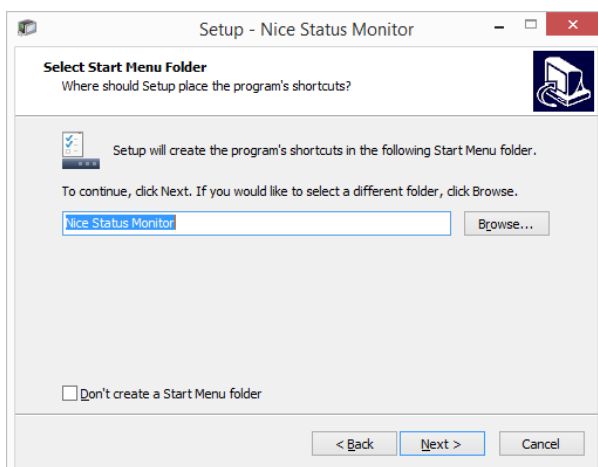 Setup - Nice Status Monitor
Select Start Menu Folder
Where should Setup place the program's shortcuts?
Setup will create the program's shortcuts in the following Start Menu folder.
To continue, click Next. If you would like to select a different folder, click Browse.
Nice Status Monitor
Browse...
Don't create a Start Menu folder
< Back
Next >
Cancel